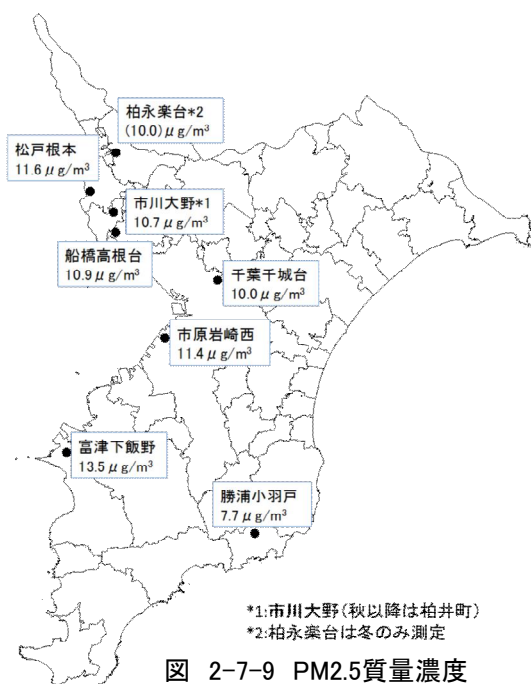 柏永楽台*2
(10.0)μg/m³
松戸根本
11.6μg/m³
市川大野*1
10.7μg/m³
船橋高根台
10.9μg/m³
千葉千城台
10.0μg/m³
市原岩崎西
11.4μg/m³
富津下飯野
13.5μg/m³
勝浦小羽戸
7.7μg/m³
*1:市川大野(秋以降は柏井町)
*2:柏永楽台は冬のみ測定
図 2-7-9 PM2.5質量濃度